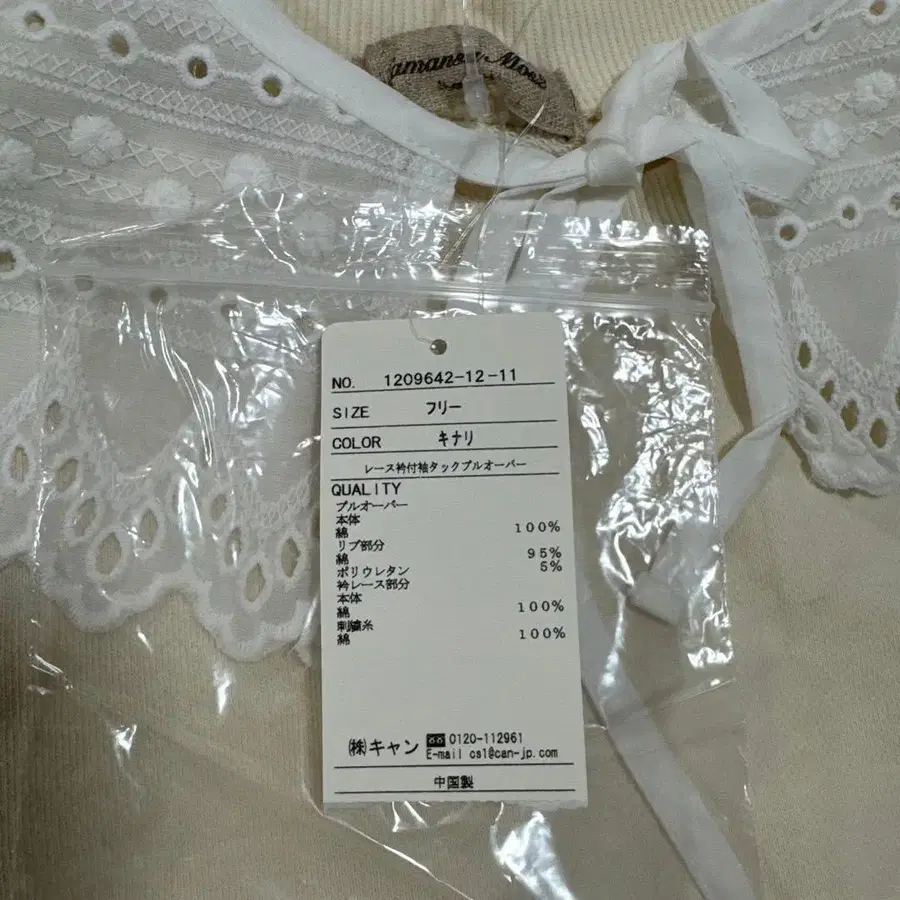 amansa Mose
NO. 1209642-12-11
SIZE フリー
COLOR キナリ
レース衿付袖タックプルオーバー
QUALITY
プルオーバー
本体
綿 100%
リブ部分
綿 95%
ポリウレタン 5%
衿レース部分
本体
綿 100%
刺繍糸
綿 100%
㈱キャン 0120-112961
E-mail cs1@can-jp.com
中国製